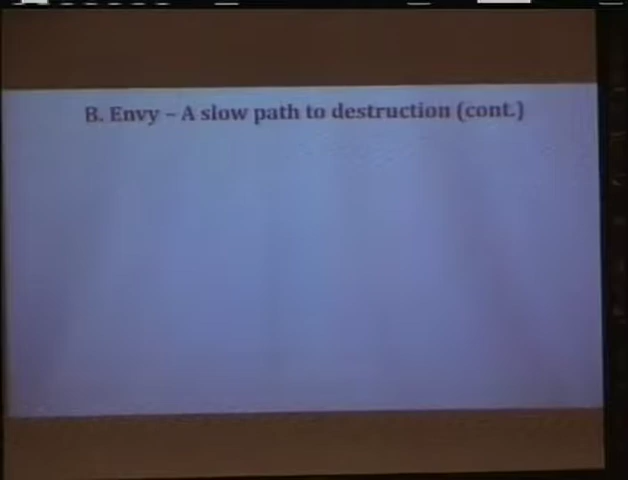 B. Envy – A slow path to destruction (cont.)